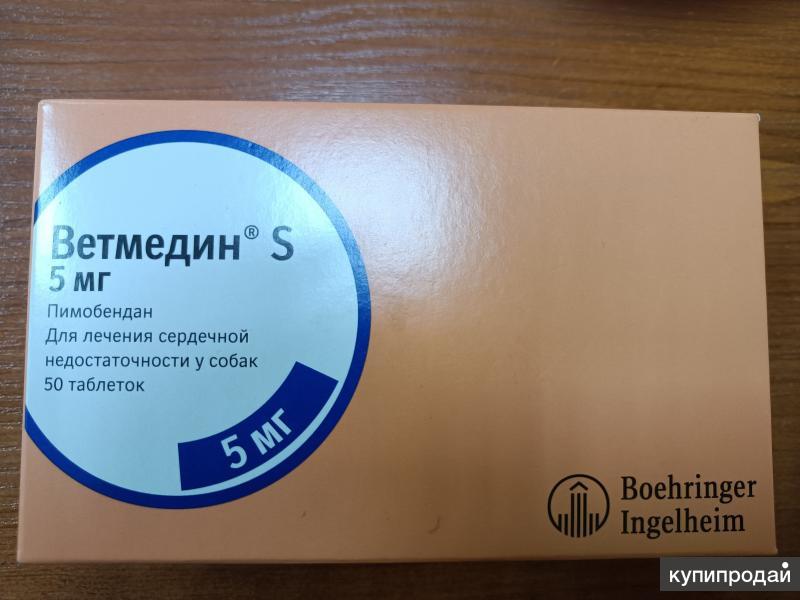 Ветмедин® S
5 мг
Пимобендан
Для лечения сердечной
недостаточности у собак
50 таблеток
5 мг
Boehringer
Ingelheim
купипродай